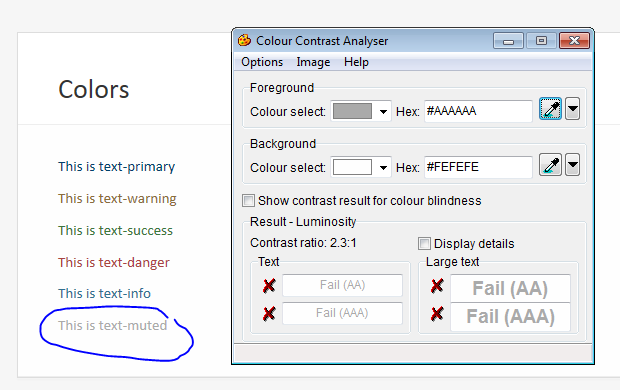 Colors
This is text-primary
This is text-warning
This is text-success
This is text-danger
This is text-info
This is text-muted
Colour Contrast Analyser
Options Image Help
Foreground
Colour select: Hex: #AAAAAA
Background
Colour select: Hex: #FEFEFE
Show contrast result for colour blindness
Result - Luminosity
Contrast ratio: 2.3:1 Display details
Text Large text
Fail (AA) Fail (AA)
Fail (AAA) Fail (AAA)